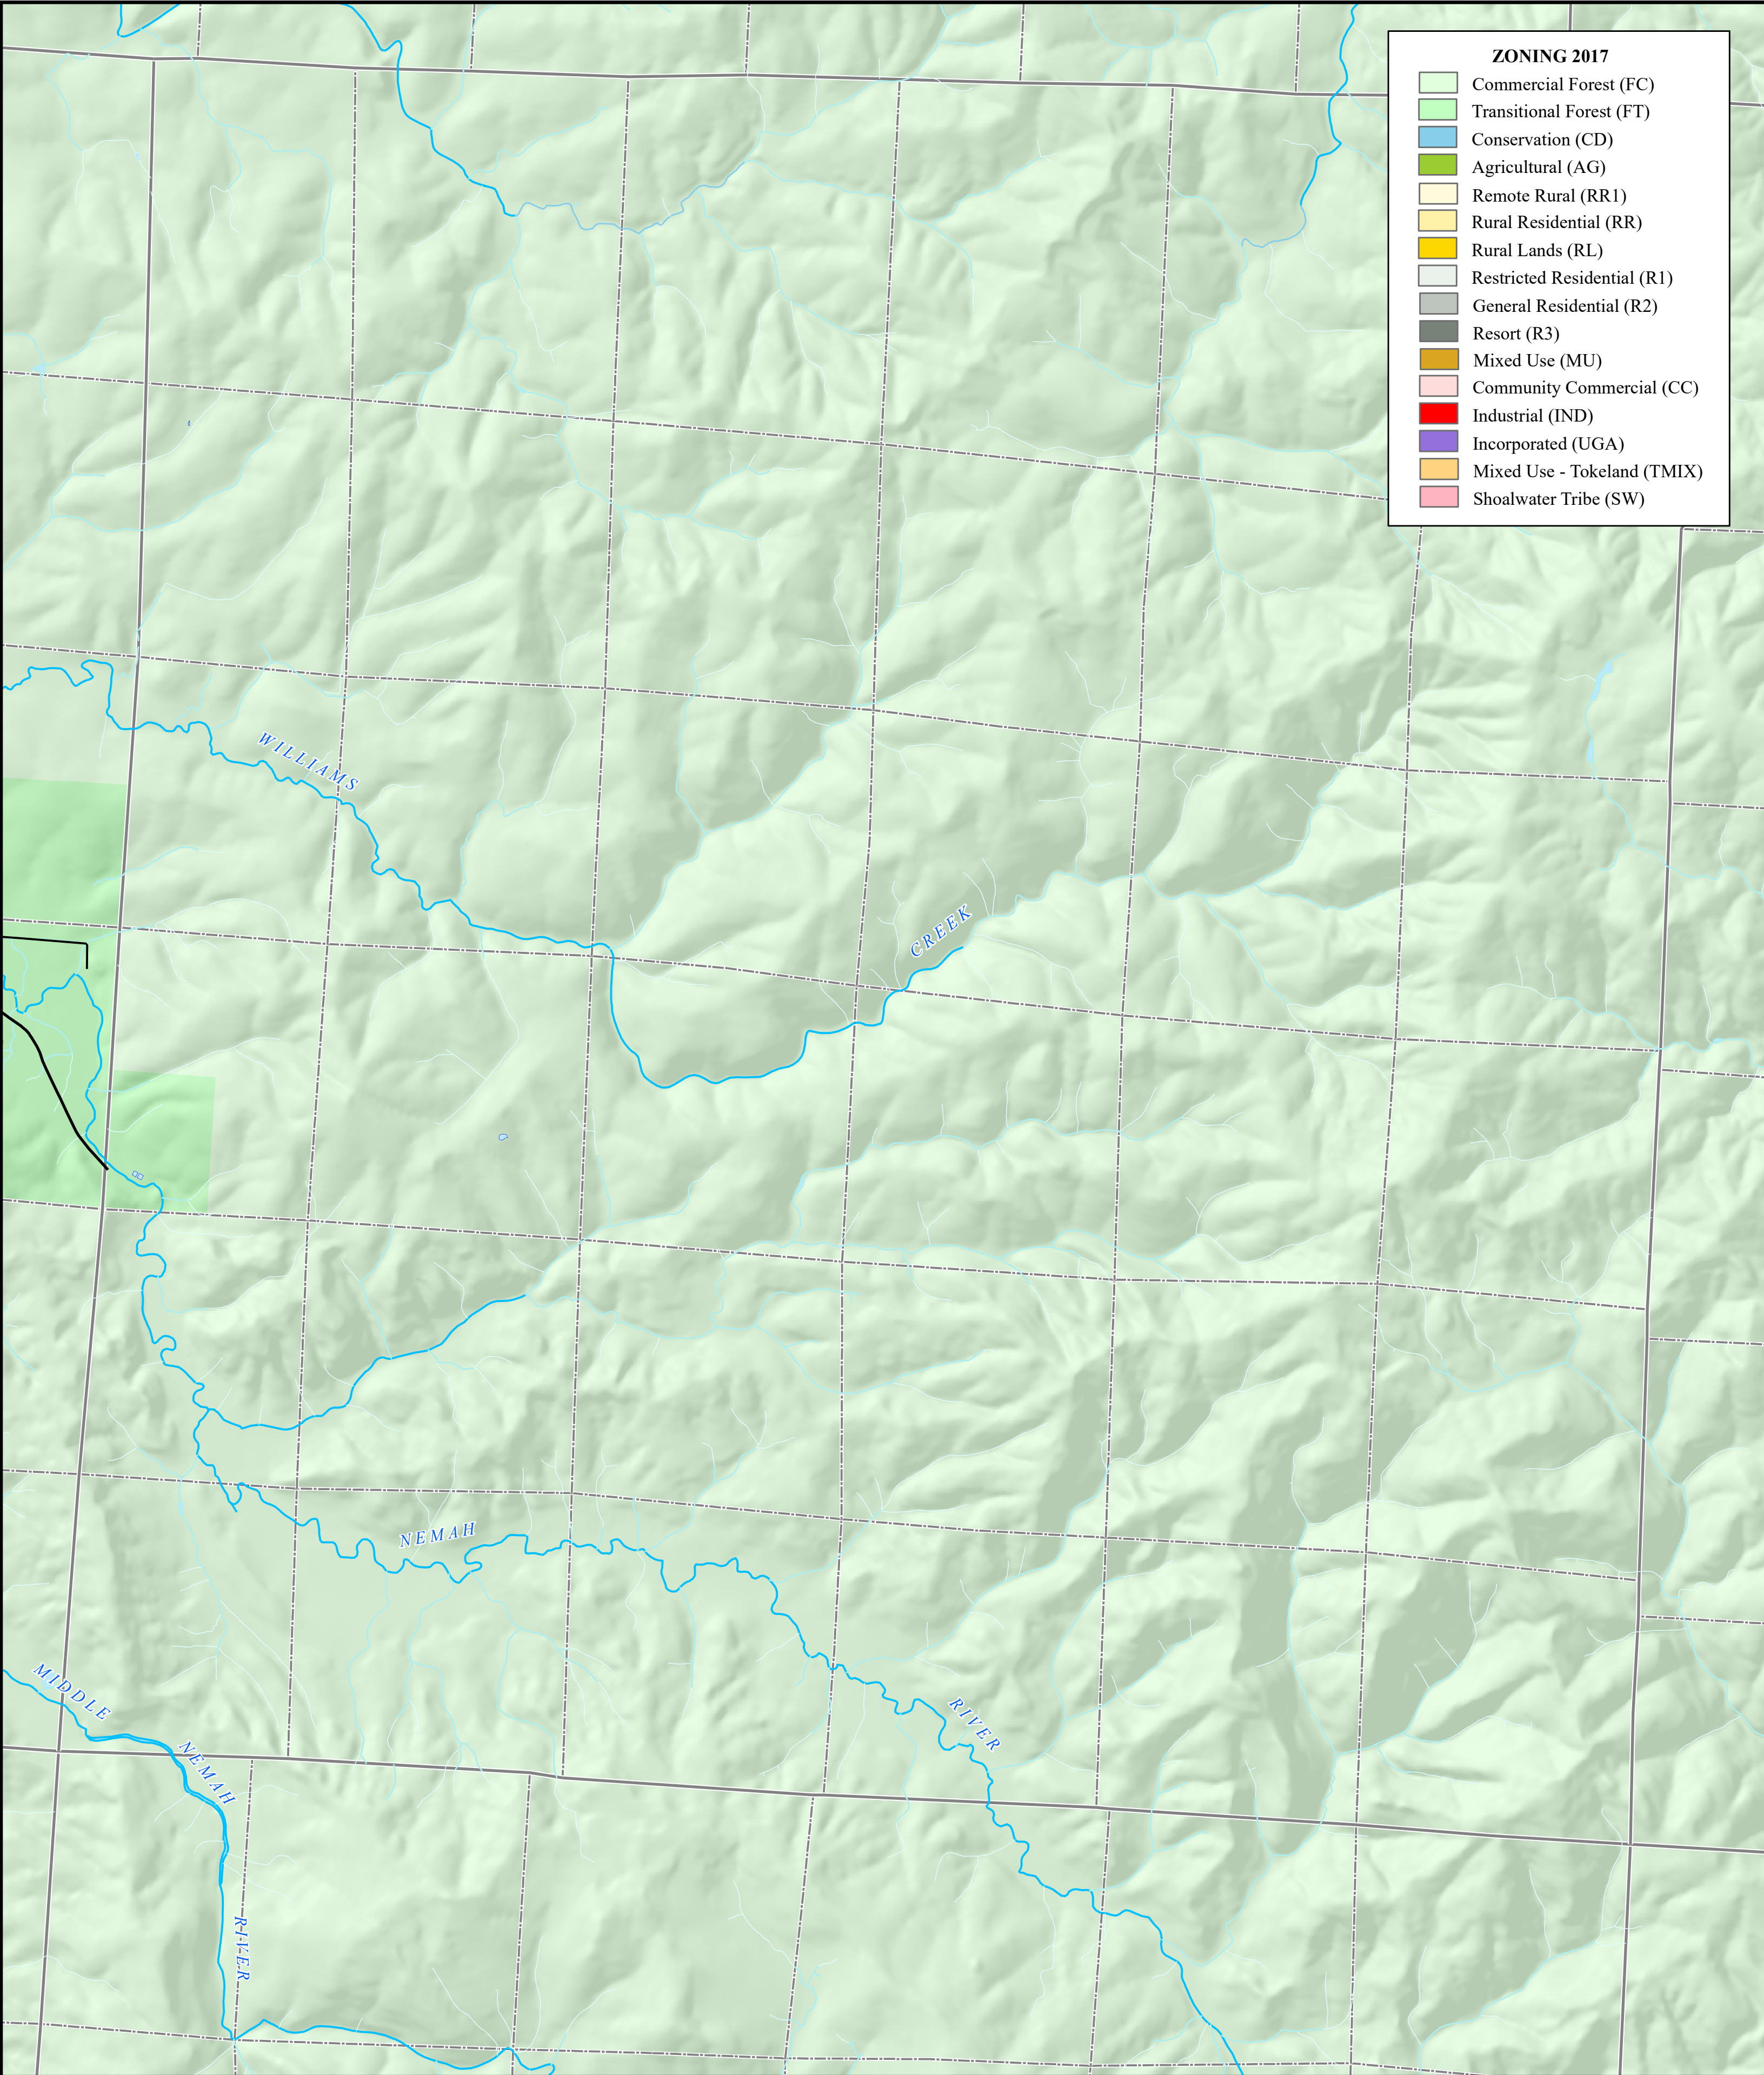 ZONING 2017
Commercial Forest (FC)
Transitional Forest (FT)
Conservation (CD)
Agricultural (AG)
Remote Rural (RR1)
Rural Residential (RR)
Rural Lands (RL)
Restricted Residential (R1)
General Residential (R2)
Resort (R3)
Mixed Use (MU)
Community Commercial (CC)
Industrial (IND)
Incorporated (UGA)
Mixed Use - Tokeland (TMIX)
Shoalwater Tribe (SW)
WILLIAMS
CREEK
NEMAH
RIVER
MIDDLE
NEMAH
RIVER